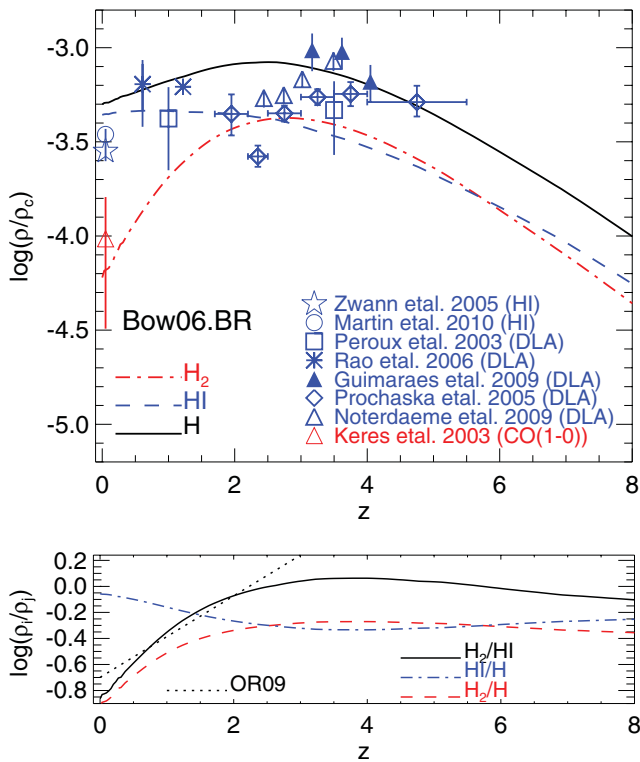 -3.0
-3.5
-4.0
-4.5
-5.0
log(ρ/ρc)
Bow06.BR
H2
HI
H
Zwann etal. 2005 (HI)
Martin etal. 2010 (HI)
Peroux etal. 2003 (DLA)
Rao etal. 2006 (DLA)
Guimaraes etal. 2009 (DLA)
Prochaska etal. 2005 (DLA)
Noterdaeme etal. 2009 (DLA)
Keres etal. 2003 (CO(1-0))
0 2 4 6 8
z
0.2
0.0
-0.2
-0.4
-0.6
-0.8
log(ρi/ρj)
OR09
H2/HI
HI/H
H2/H
0 2 4 6 8
z